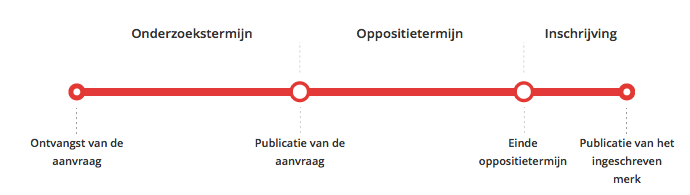 Onderzoekstermijn
Oppositietermijn
Inschrijving
Ontvangst van de
aanvraag
Publicatie van de
aanvraag
Einde
oppositietermijn
Publicatie van het
ingeschreven
merk